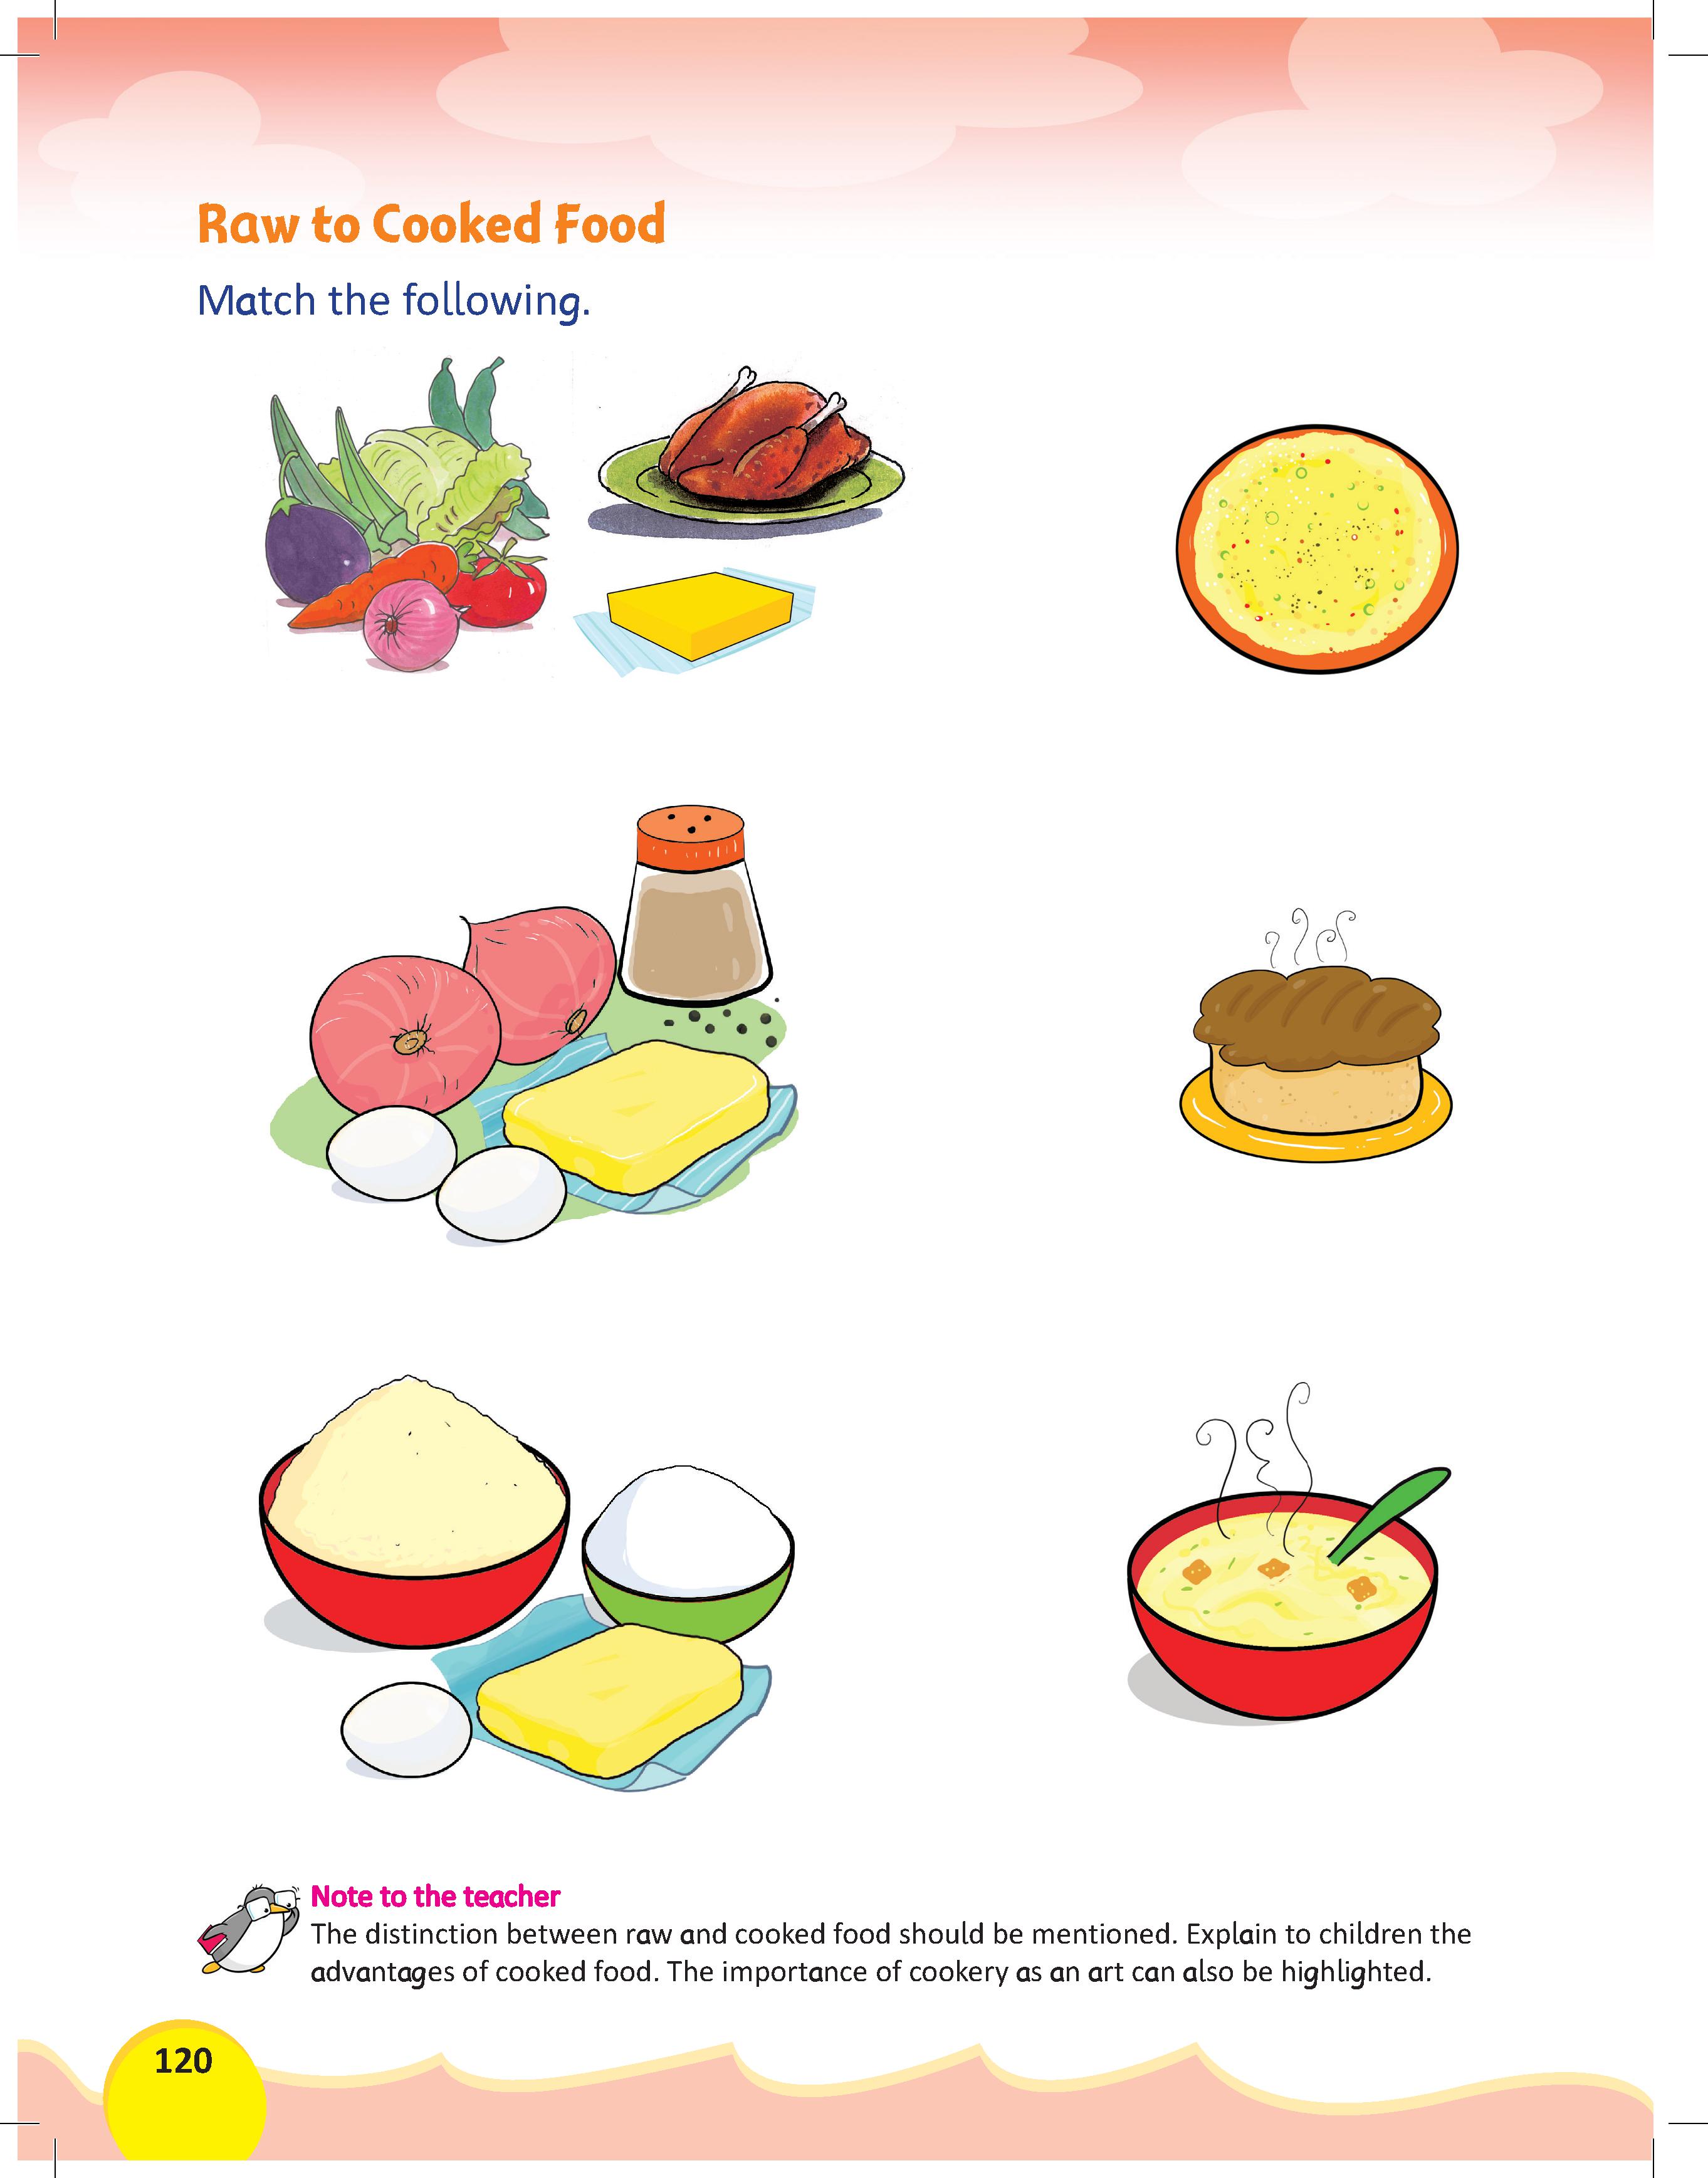 Raw to Cooked Food
Match the following.
Note to the teacher
The distinction between raw and cooked food should be mentioned. Explain to children the
advantages of cooked food. The importance of cookery as an art can also be highlighted.
120